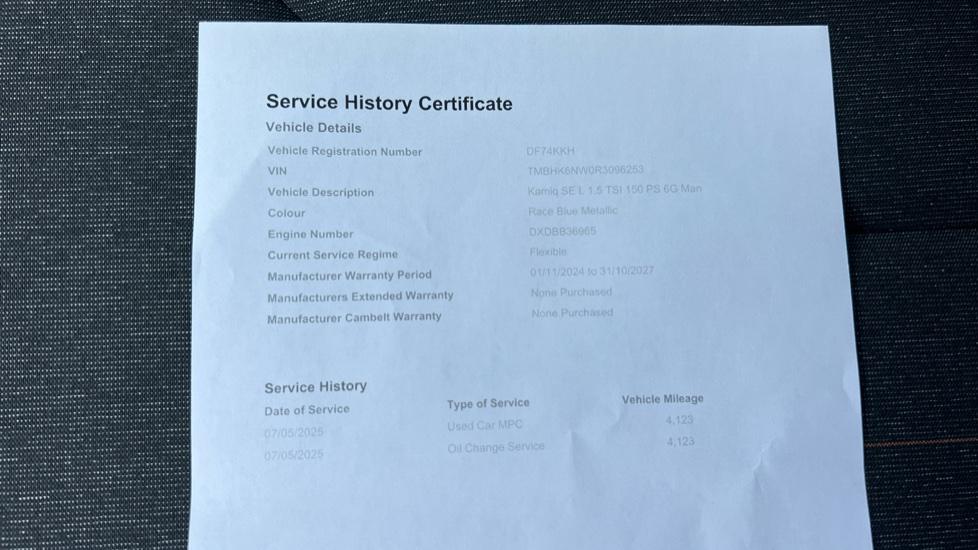 Service History Certificate
Vehicle Details
Vehicle Registration Number DF74KKH
VIN TMBHK6NW0R3096253
Vehicle Description Kamiq SE L 1.5 TSI 150 PS 6G Man
Colour Race Blue Metallic
Engine Number DXDBB36965
Current Service Regime Flexible
Manufacturer Warranty Period 01/11/2024 to 31/10/2027
Manufacturers Extended Warranty None Purchased
Manufacturer Cambelt Warranty None Purchased
Service History
Date of Service Type of Service Vehicle Mileage
07/05/2025 Used Car MPC 4,123
07/05/2025 Oil Change Service 4,123